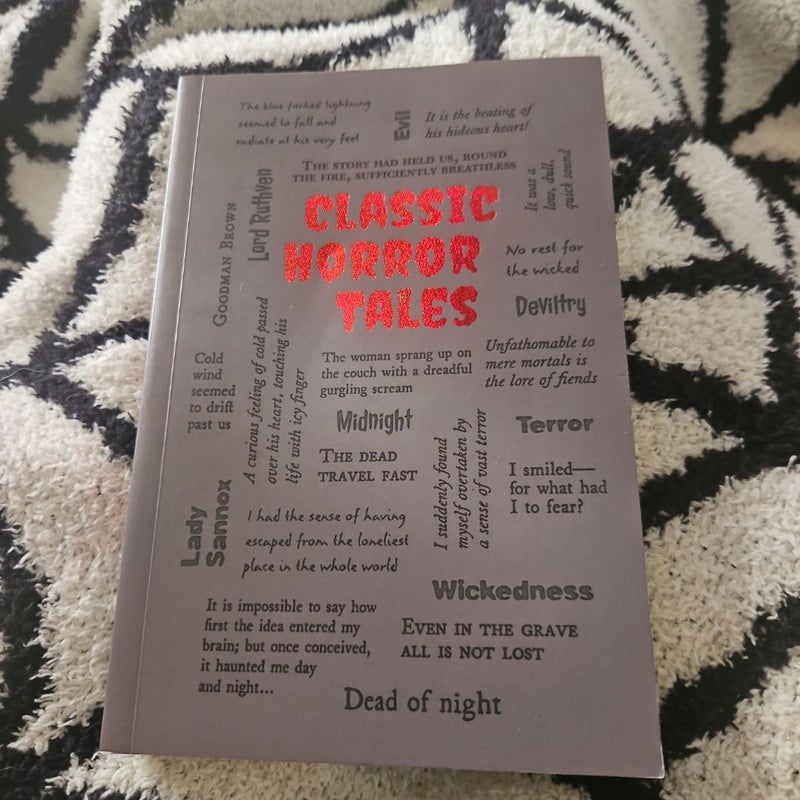 The blue forked lightning
seemed to fall and
radiate at his very feet
Evil
It is the beating of
his hideous heart!
THE STORY HAD HELD US, ROUND
THE FIRE, SUFFICIENTLY BREATHLESS
It was a
low, dull,
quick sound
Lord Ruthven
GOODMAN BROWN
CLASSIC
HORROR
TALES
No rest for
the wicked
Deviltry
Cold
wind
seemed
to drift
past us
A curious feeling of cold passed
over his heart, touching his
life with icy finger
The woman sprang up on
the couch with a dreadful
gurgling scream
Unfathomable to
mere mortals is
the lore of fiends
Midnight
THE DEAD
TRAVEL FAST
I suddenly found
myself overtaken by
a sense of vast terror
Terror
I smiled—
for what had
I to fear?
Lady
Sannox
I had the sense of having
escaped from the loneliest
place in the whole world
Wickedness
It is impossible to say how
first the idea entered my
brain; but once conceived,
it haunted me day
and night...
EVEN IN THE GRAVE
ALL IS NOT LOST
Dead of night